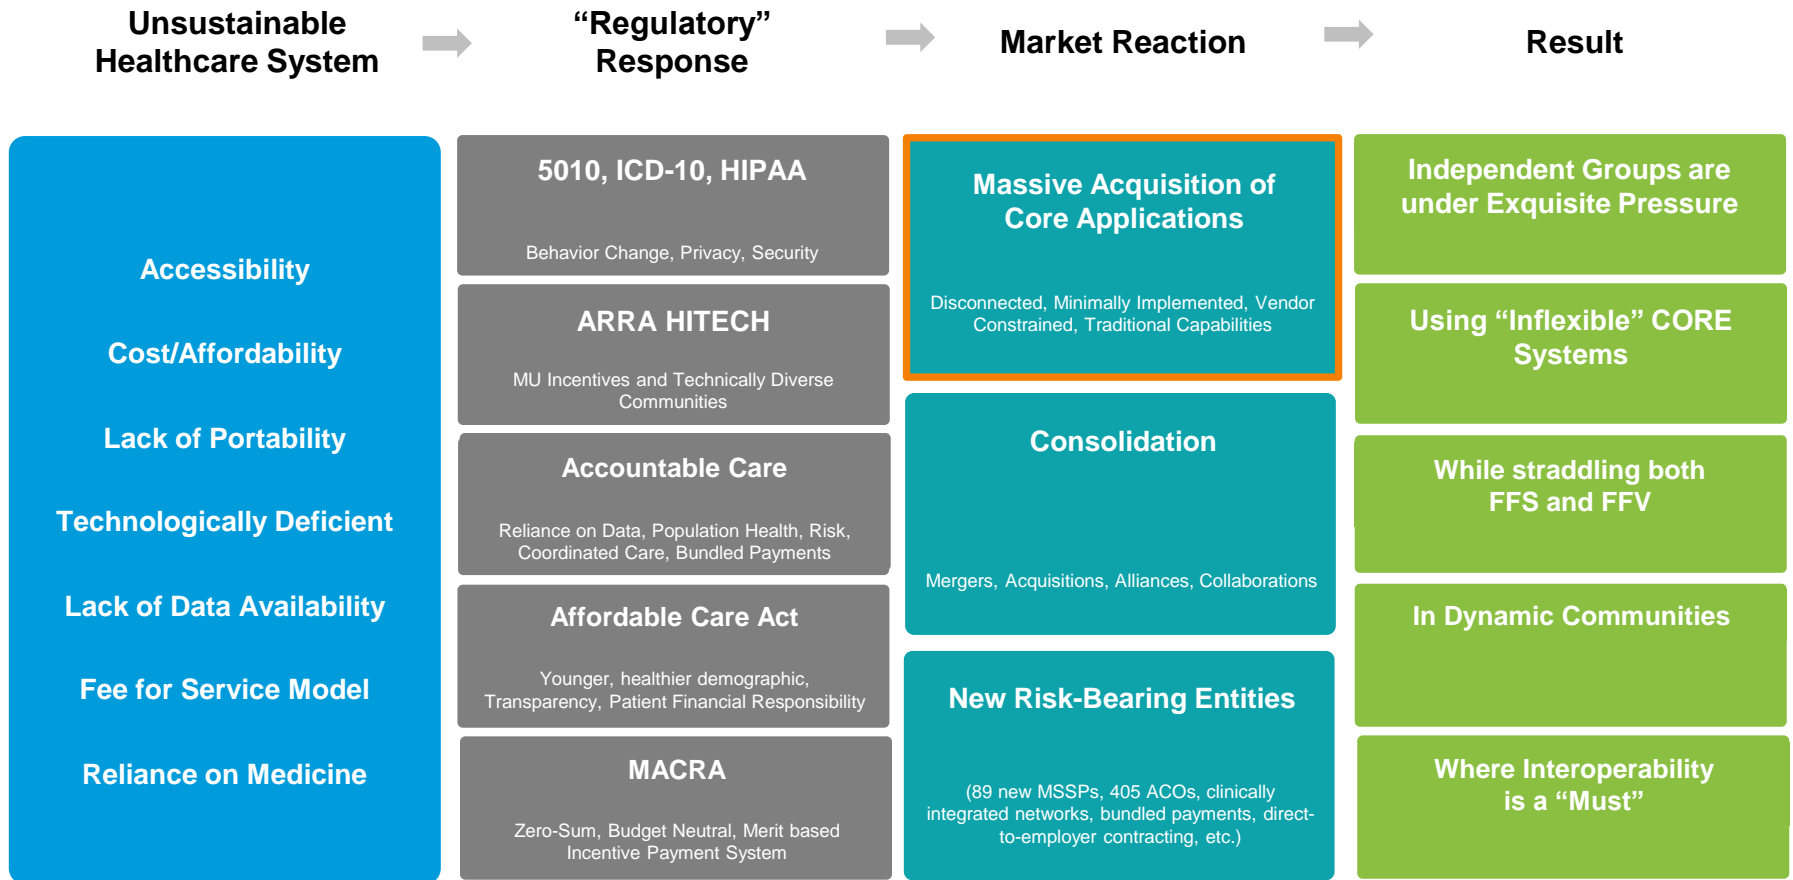 Unsustainable
Healthcare System
“Regulatory”
Response
Market Reaction
Result
Accessibility
Cost/Affordability
Lack of Portability
Technologically Deficient
Lack of Data Availability
Fee for Service Model
Reliance on Medicine
5010, ICD-10, HIPAA
Behavior Change, Privacy, Security
ARRA HITECH
MU Incentives and Technically Diverse
Communities
Accountable Care
Reliance on Data, Population Health, Risk,
Coordinated Care, Bundled Payments
Affordable Care Act
Younger, healthier demographic,
Transparency, Patient Financial Responsibility
MACRA
Zero-Sum, Budget Neutral, Merit based
Incentive Payment System
Massive Acquisition of
Core Applications
Disconnected, Minimally Implemented, Vendor
Constrained, Traditional Capabilities
Consolidation
Mergers, Acquisitions, Alliances, Collaborations
New Risk-Bearing Entities
(89 new MSSPs, 405 ACOs, clinically
integrated networks, bundled payments, direct-
to-employer contracting, etc.)
Independent Groups are
under Exquisite Pressure
Using “Inflexible” CORE
Systems
While straddling both
FFS and FFV
In Dynamic Communities
Where Interoperability
is a “Must”